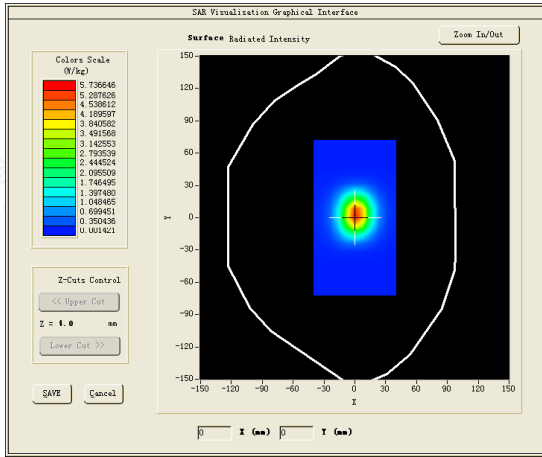 SAR Visualisation Graphical Interface
Surface Radiated Intensity
Zoom In/Out
Colors Scale
(W/kg)
5.736646
5.287626
4.538612
4.189597
3.840582
3.491568
3.142553
2.793539
2.444524
2.095509
1.746495
1.397480
1.048465
0.699451
0.350436
0.001421
Z-Cuts Control
<< Upper Cut
Z = 4.0 mm
Lower Cut >>
SAVE
Cancel
150
120
90
60
30
0
-30
-60
-90
-120
-150
Y
-150 -120 -90 -60 -30 0 30 60 90 120 150
X
0 X (mm) 0 Y (mm)